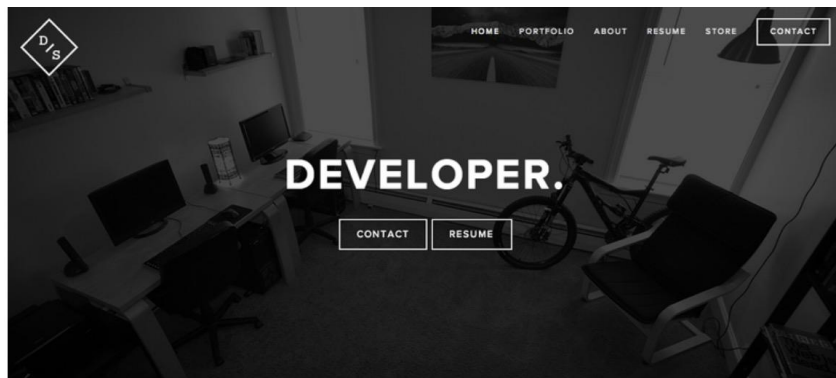 D/S
HOME PORTFOLIO ABOUT RESUME STORE CONTACT
DEVELOPER.
CONTACT RESUME